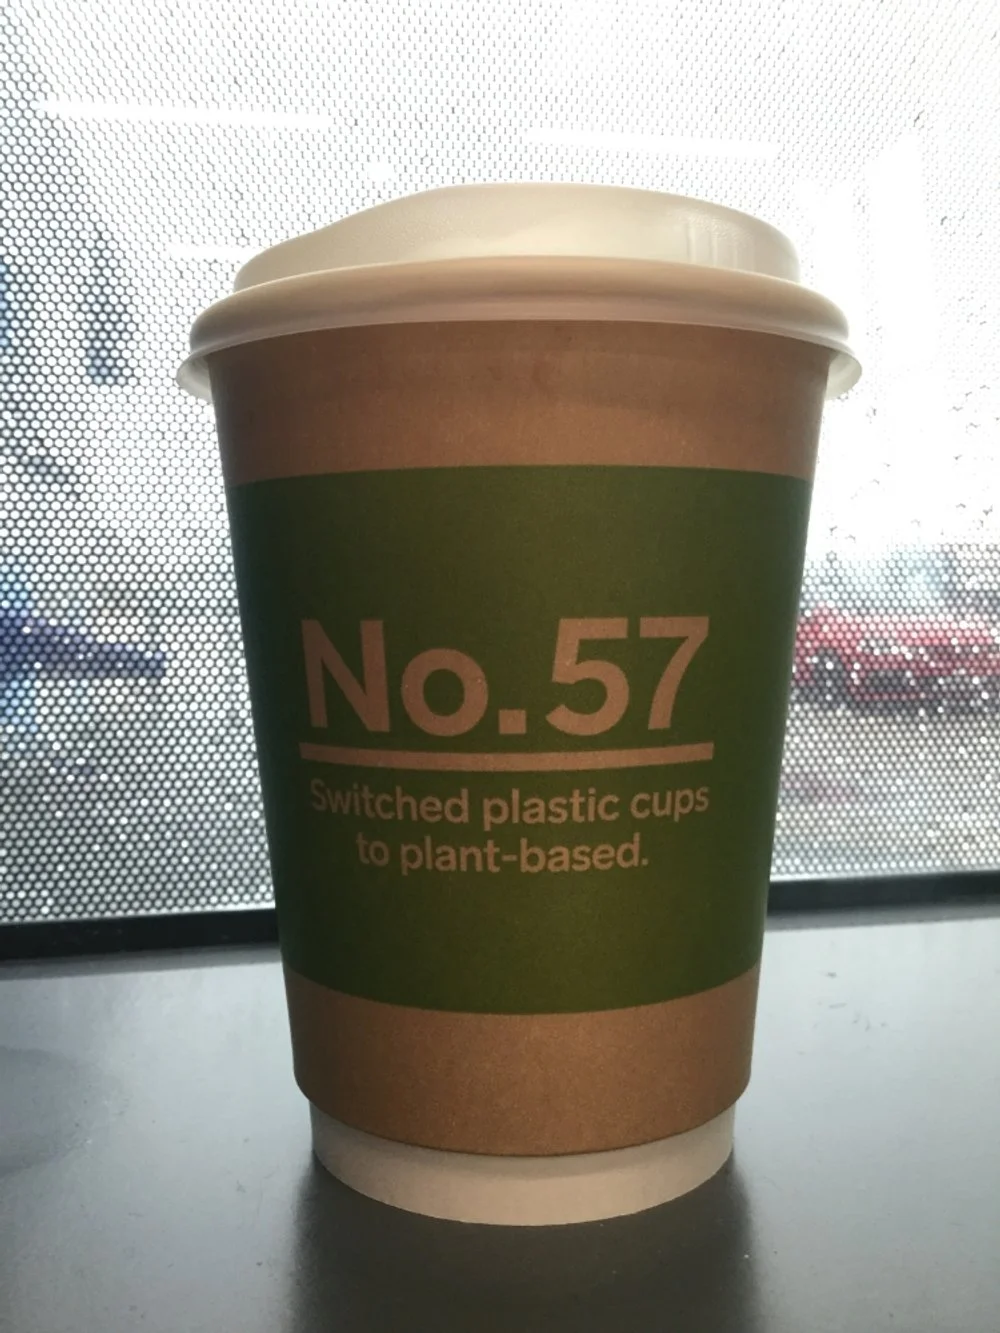 No.57
Switched plastic cups
to plant-based.